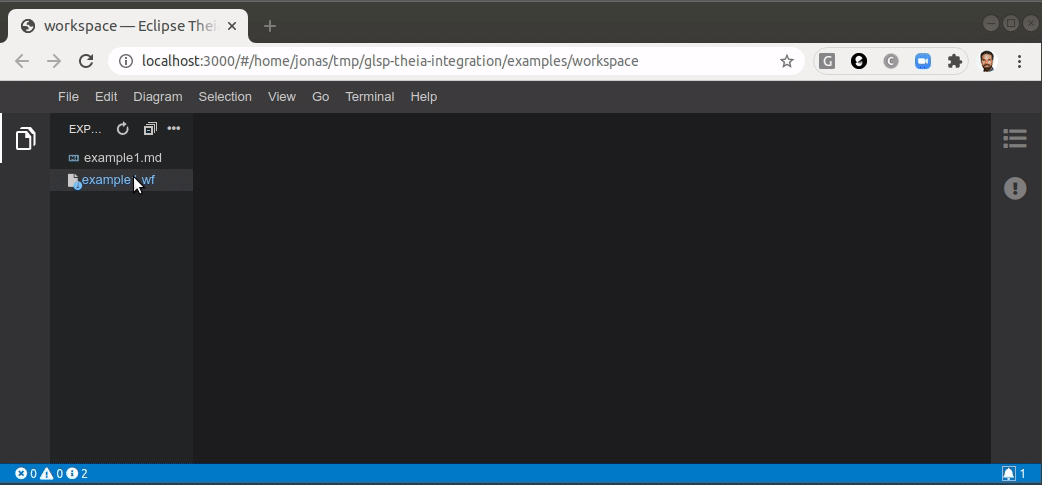 workspace — Eclipse Thei
localhost:3000/#/home/jonas/tmp/glsp-theia-integration/examples/workspace
G
C
File Edit Diagram Selection View Go Terminal Help
EXP...
example1.md
example .wf
0 0 2
1